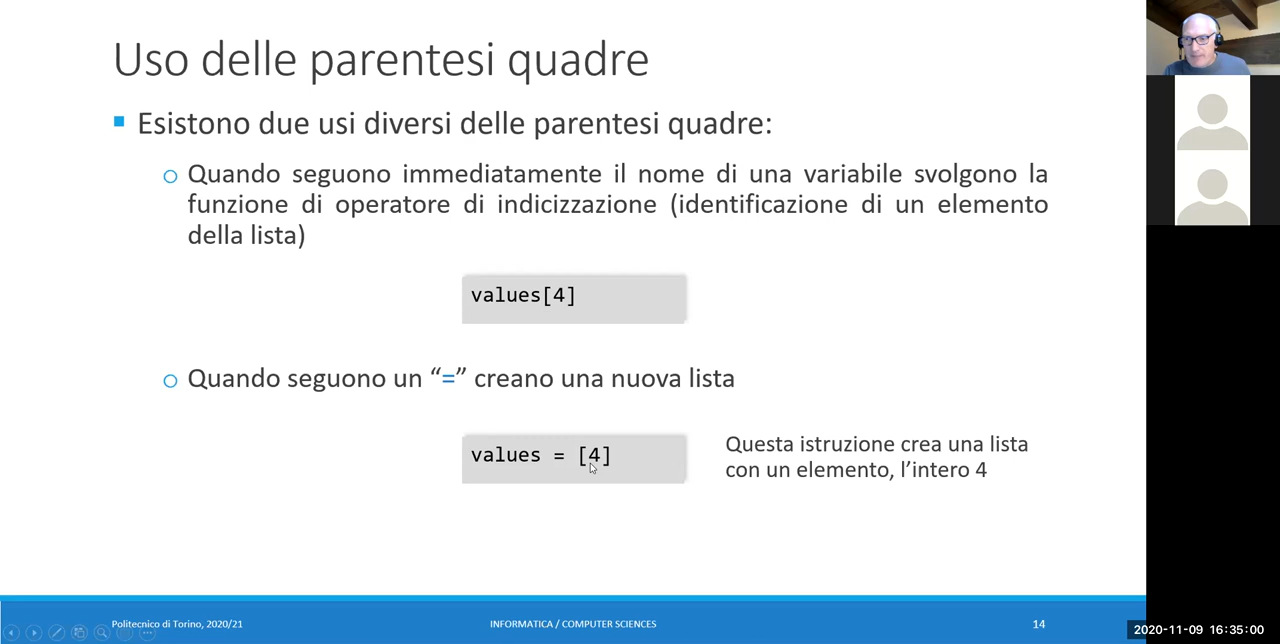 Uso delle parentesi quadre
Esistono due usi diversi delle parentesi quadre:
Quando seguono immediatamente il nome di una variabile svolgono la
funzione di operatore di indicizzazione (identificazione di un elemento
della lista)
values[4]
Quando seguono un “=” creano una nuova lista
values = [4]
Questa istruzione crea una lista
con un elemento, l’intero 4
Politecnico di Torino, 2020/21
INFORMATICA / COMPUTER SCIENCES
14
2020-11-09 16:35:00